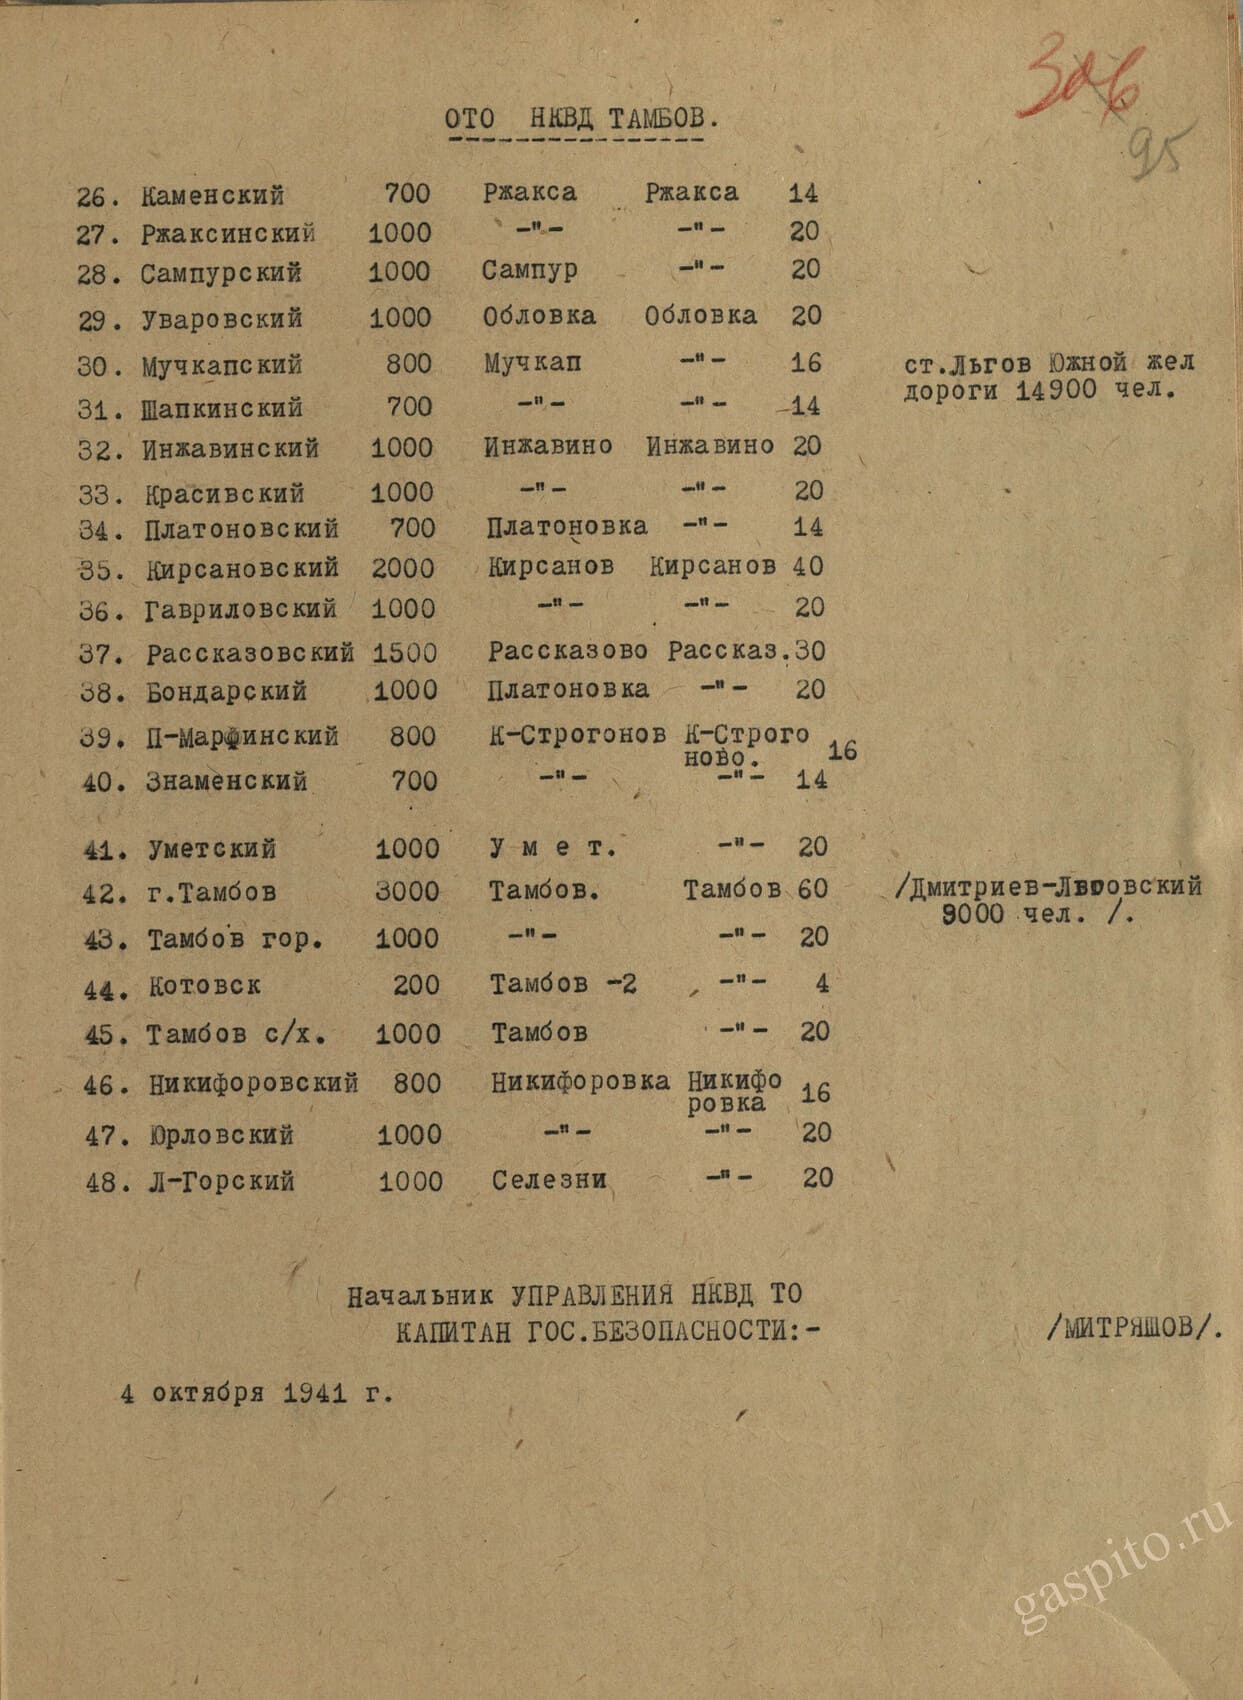 306
95
ОТО НКВД ТАМБОВ.
26. Каменский 700 Ржакса Ржакса 14
27. Ржаксинский 1000 -"- -"- 20
28. Сампурский 1000 Сампур -"- 20
29. Уваровский 1000 Обловка Обловка 20
30. Мучкапский 800 Мучкап -"- 16 ст.Льгов Южной жел
дороги 14900 чел.
31. Шапкинский 700 -"- -"- 14
32. Инжавинский 1000 Инжавино Инжавино 20
33. Красивский 1000 -"- -"- 20
34. Платоновский 700 Платоновка -"- 14
35. Кирсановский 2000 Кирсанов Кирсанов 40
36. Гавриловский 1000 -"- -"- 20
37. Рассказовский 1500 Рассказово Рассказ. 30
38. Бондарский 1000 Платоновка -"- 20
39. П-Марфинский 800 К-Строгонов К-Строго
ново. 16
40. Знаменский 700 -"- -"- 14
41. Уметский 1000 У м е т. -"- 20
42. г.Тамбов 3000 Тамбов. Тамбов 60 /Дмитриев-Львовский
9000 чел. /.
43. Тамбов гор. 1000 -"- -"- 20
44. Котовск 200 Тамбов -2 -"- 4
45. Тамбов с/х. 1000 Тамбов -"- 20
46. Никифоровский 800 Никифоровка Никифо
ровка 16
47. Юрловский 1000 -"- -"- 20
48. Л-Горский 1000 Селезни -"- 20
Начальник УПРАВЛЕНИЯ НКВД ТО
КАПИТАН ГОС.БЕЗОПАСНОСТИ:- /МИТРЯШОВ/.
4 октября 1941 г.
gaspito.ru